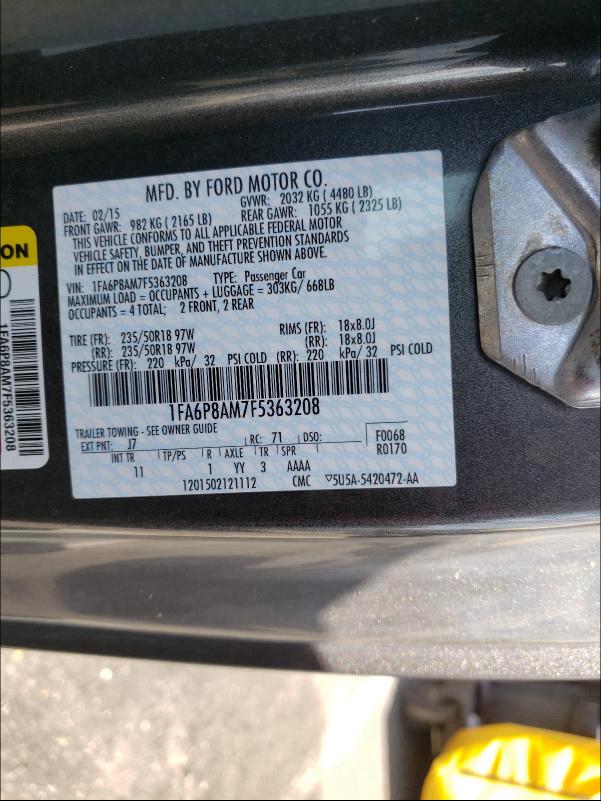 MFD. BY FORD MOTOR CO.
DATE: 02/15 GVWR: 2032 KG ( 4480 LB)
FRONT GAWR: 982 KG ( 2165 LB) REAR GAWR: 1055 KG ( 2325 LB)
THIS VEHICLE CONFORMS TO ALL APPLICABLE FEDERAL MOTOR
VEHICLE SAFETY, BUMPER, AND THEFT PREVENTION STANDARDS
IN EFFECT ON THE DATE OF MANUFACTURE SHOWN ABOVE.
VIN: 1FA6P8AM7F5363208 TYPE: Passenger Car
MAXIMUM LOAD = OCCUPANTS + LUGGAGE = 303KG/ 668LB
OCCUPANTS = 4 TOTAL; 2 FRONT, 2 REAR
TIRE (FR): 235/50R18 97W RIMS (FR): 18x8.0J
(RR): 235/50R18 97W (RR): 18x8.0J
PRESSURE (FR): 220 kPa/ 32 PSI COLD (RR): 220 kPa/ 32 PSI COLD
1FA6P8AM7F5363208
TRAILER TOWING - SEE OWNER GUIDE
EXT PNT: J7 RC: 71 DSO: F0068
INT TR TP/PS R AXLE TR SPR R0170
11 1 YY 3 AAAA
1201502121112 CMC ▽5U5A-5420472-AA
ON
1FA6P8AM7F5363208